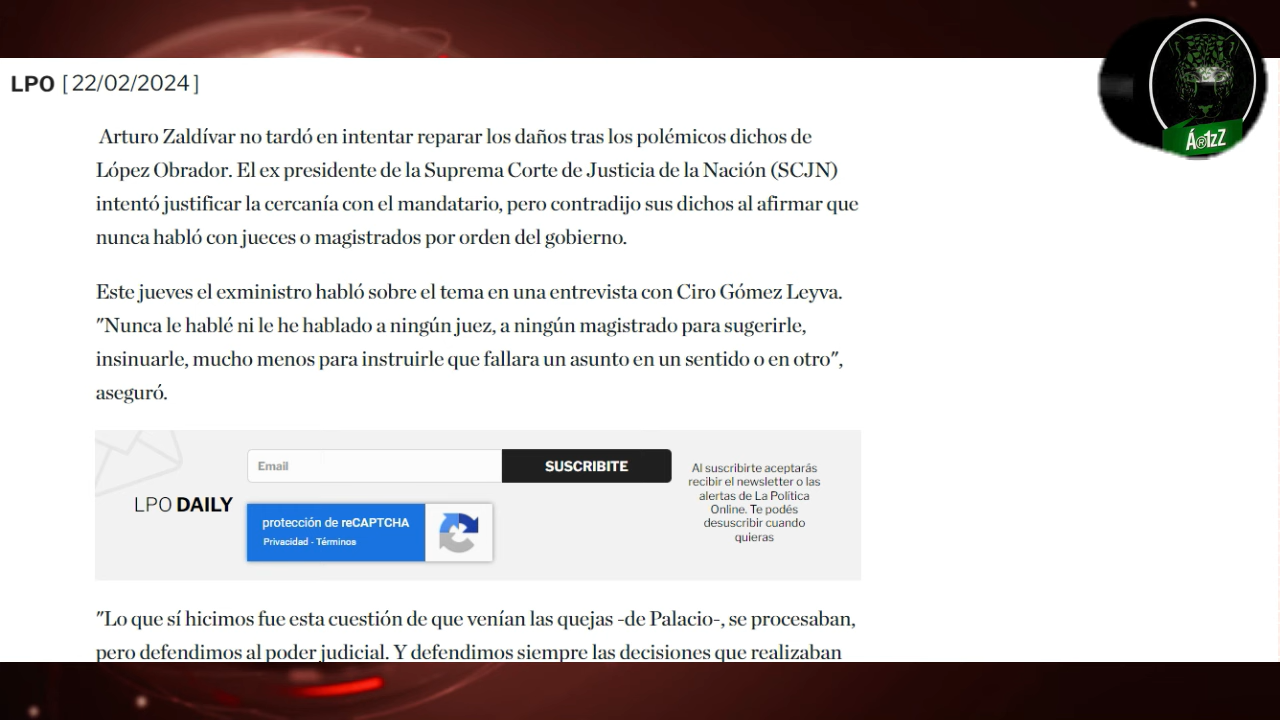 LPO [22/02/2024]
Á®1zZ
Arturo Zaldívar no tardó en intentar reparar los daños tras los polémicos dichos de
López Obrador. El ex presidente de la Suprema Corte de Justicia de la Nación (SCJN)
intentó justificar la cercanía con el mandatario, pero contradijo sus dichos al afirmar que
nunca habló con jueces o magistrados por orden del gobierno.
Este jueves el exministro habló sobre el tema en una entrevista con Ciro Gómez Leyva.
"Nunca le hablé ni le he hablado a ningún juez, a ningún magistrado para sugerirle,
insinuarle, mucho menos para instruirle que fallara un asunto en un sentido o en otro",
aseguró.
LPO DAILY
Email
SUSCRIBITE
protección de reCAPTCHA
Privacidad - Términos
Al suscribirte aceptarás
recibir el newsletter o las
alertas de La Política
Online. Te podés
desuscribir cuando
quieras
"Lo que sí hicimos fue esta cuestión de que venían las quejas -de Palacio-, se procesaban,
pero defendimos al poder judicial. Y defendimos siempre las decisiones que realizaban